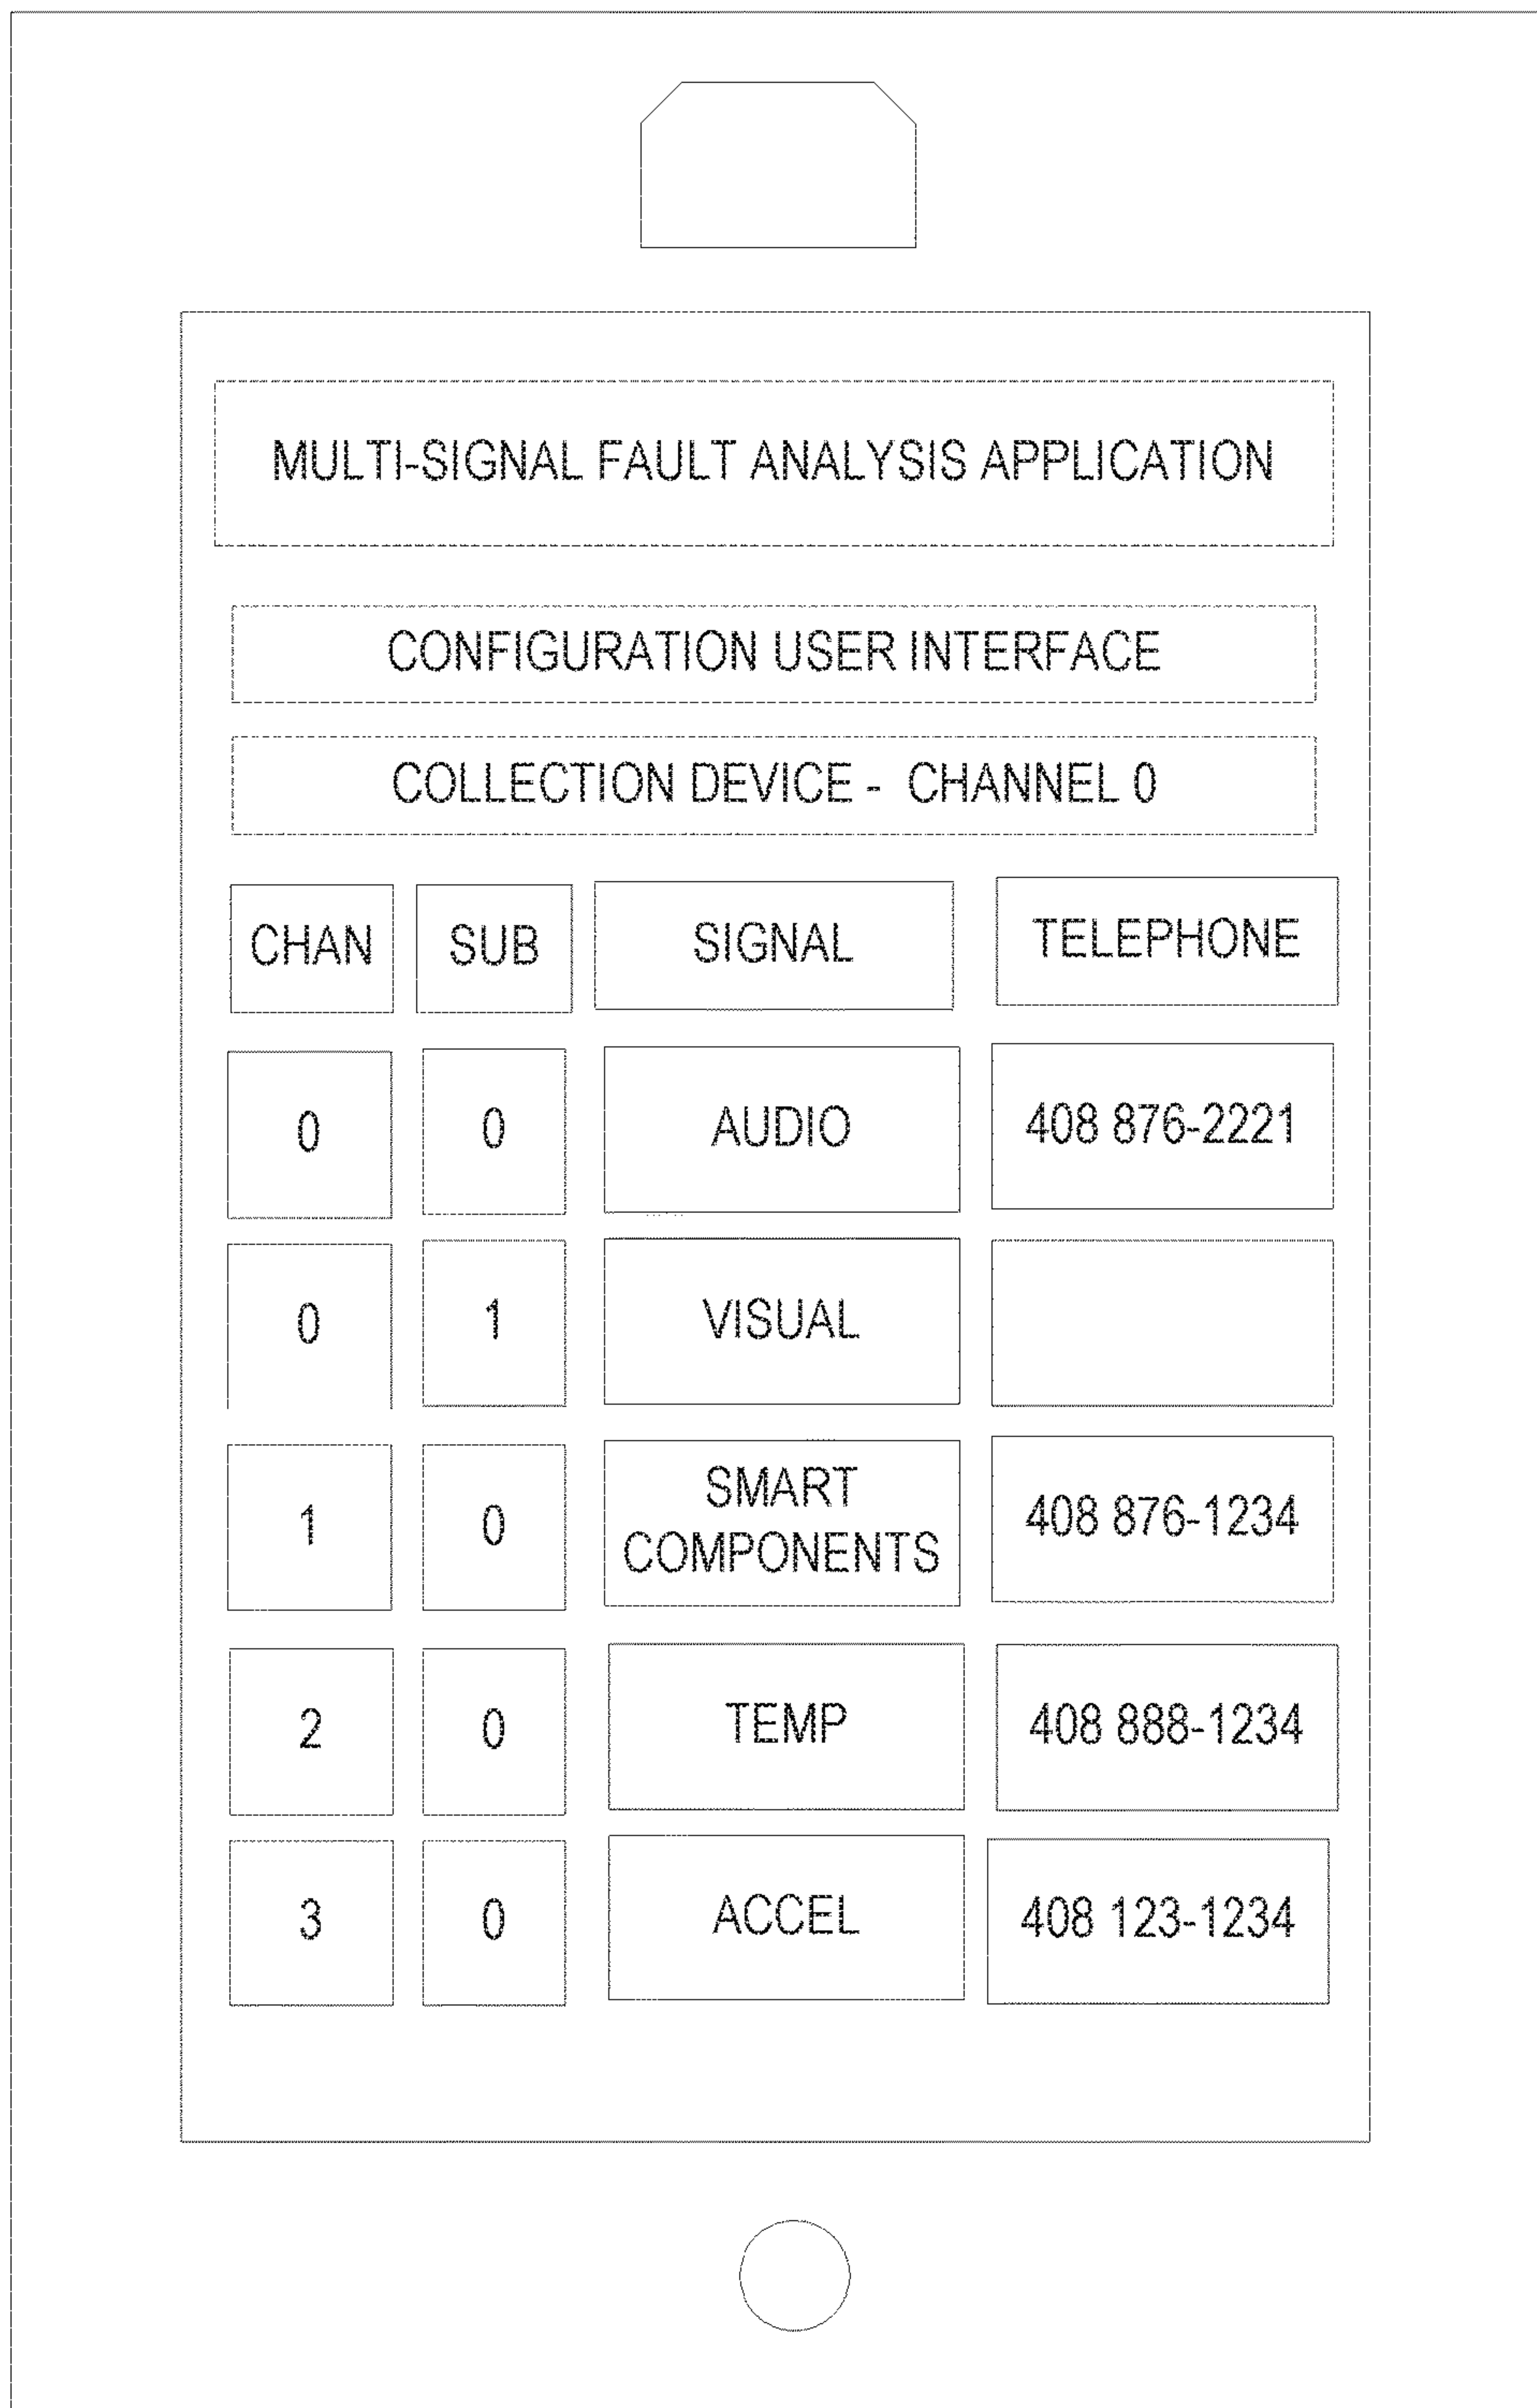 MULTI-SIGNAL FAULT ANALYSIS APPLICATION
CONFIGURATION USER INTERFACE
COLLECTION DEVICE - CHANNEL 0
CHAN SUB SIGNAL TELEPHONE
0 0 AUDIO 408 876-2221
0 1 VISUAL
1 0 SMART COMPONENTS 408 876-1234
2 0 TEMP 408 888-1234
3 0 ACCEL 408 123-1234